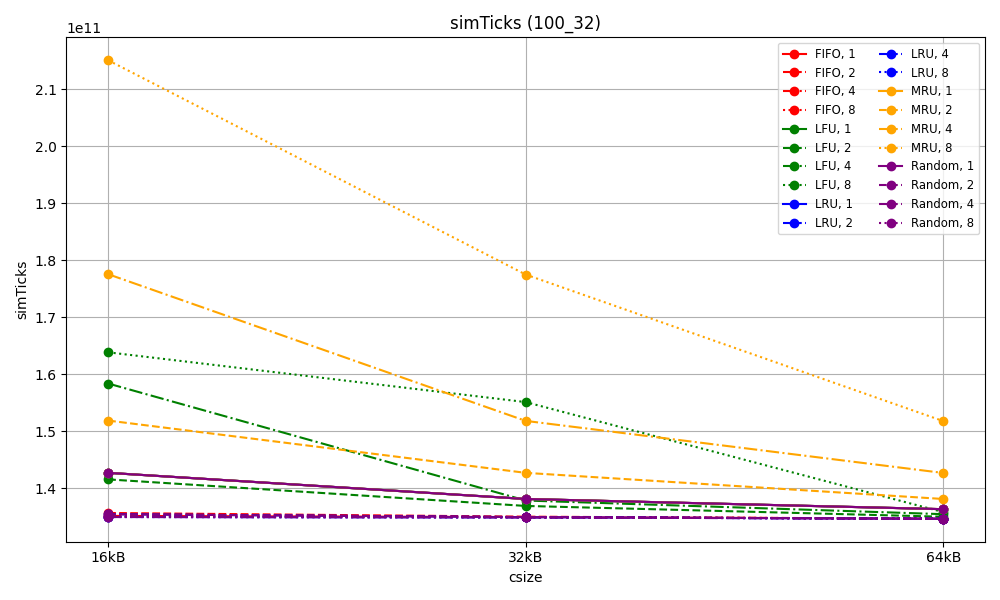 simTicks (100_32)
1e11
2.1
2.0
1.9
1.8
1.7
1.6
1.5
1.4
simTicks
16kB
32kB
64kB
csize
FIFO, 1
FIFO, 2
FIFO, 4
FIFO, 8
LFU, 1
LFU, 2
LFU, 4
LFU, 8
LRU, 1
LRU, 2
LRU, 4
LRU, 8
MRU, 1
MRU, 2
MRU, 4
MRU, 8
Random, 1
Random, 2
Random, 4
Random, 8